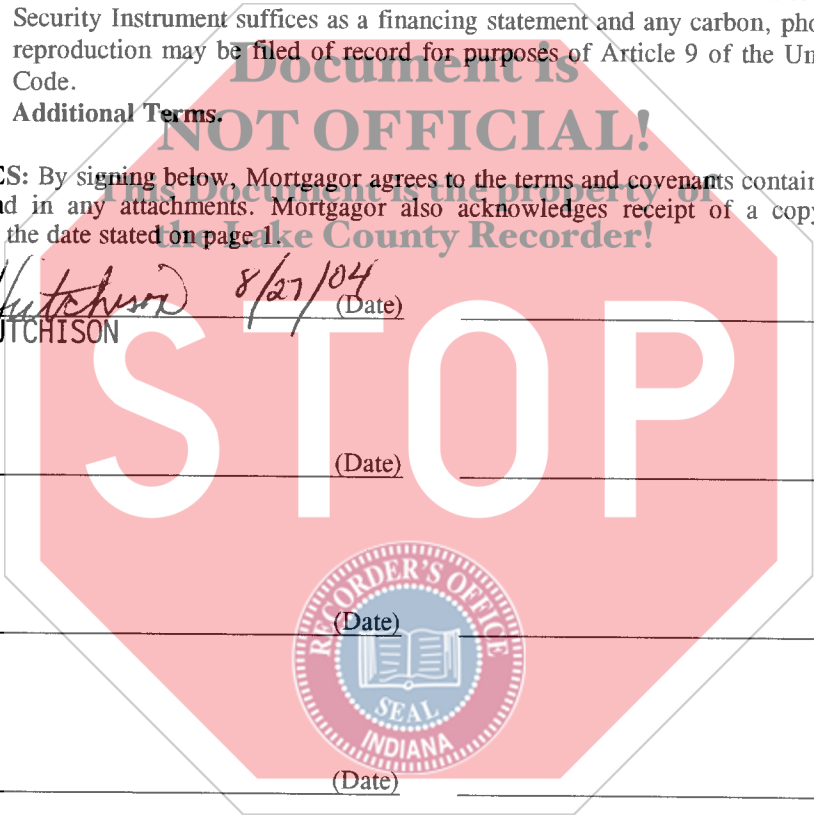 Security Instrument suffices as a financing statement and any carbon, pho
reproduction may be filed of record for purposes of Article 9 of the Un
Code.
Additional Terms.
CS: By signing below, Mortgagor agrees to the terms and covenants contain
nd in any attachments. Mortgagor also acknowledges receipt of a copy
the date stated on page 1.
Document is
NOT OFFICIAL!
This Document is the property of
the Lake County Recorder!
Hutchison 8/27/04 (Date)
UTCHISON
STOP
(Date)
(Date)
RECORDER'S OFFICE
SEAL
INDIANA
(Date)